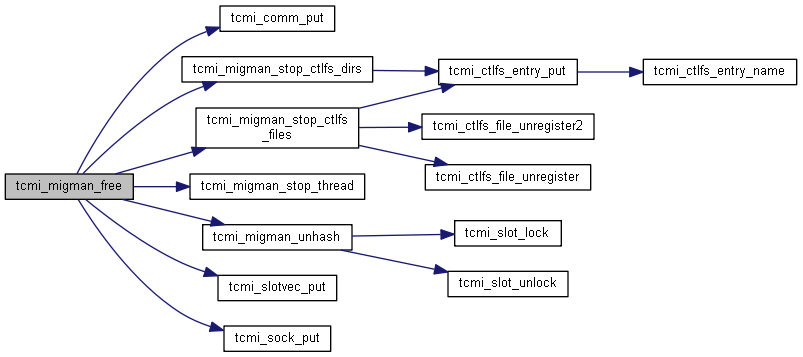 tcmi_migman_free
tcmi_comm_put
tcmi_migman_stop_ctlfs_dirs
tcmi_migman_stop_ctlfs
_files
tcmi_migman_stop_thread
tcmi_migman_unhash
tcmi_slotvec_put
tcmi_sock_put
tcmi_ctlfs_entry_put
tcmi_ctlfs_file_unregister2
tcmi_ctlfs_file_unregister
tcmi_slot_lock
tcmi_slot_unlock
tcmi_ctlfs_entry_name